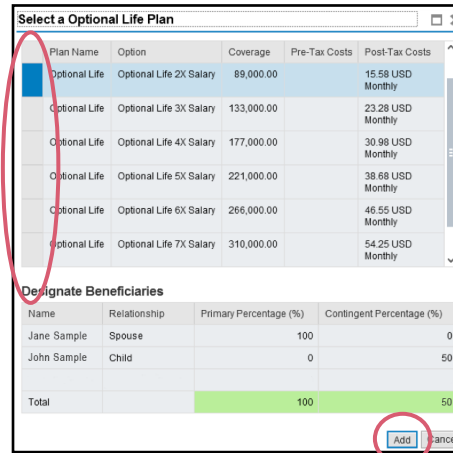 Select a Optional Life Plan
Plan Name Option Coverage Pre-Tax Costs Post-Tax Costs
Optional Life Optional Life 2X Salary 89,000.00 15.58 USD
Monthly
Optional Life Optional Life 3X Salary 133,000.00 23.28 USD
Monthly
Optional Life Optional Life 4X Salary 177,000.00 30.98 USD
Monthly
Optional Life Optional Life 5X Salary 221,000.00 38.68 USD
Monthly
Optional Life Optional Life 6X Salary 266,000.00 46.55 USD
Monthly
Optional Life Optional Life 7X Salary 310,000.00 54.25 USD
Monthly
Designate Beneficiaries
Name Relationship Primary Percentage (%) Contingent Percentage (%)
Jane Sample Spouse 100 0
John Sample Child 0 50
Total 100 50
Add Cance